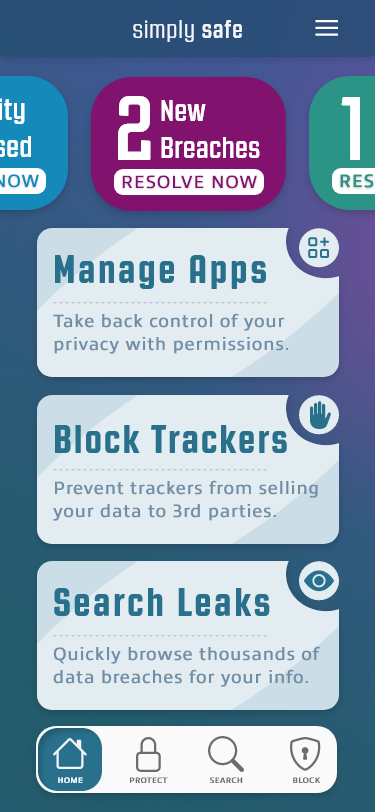 simply safe
ity
sed
NOW
2 New
Breaches
RESOLVE NOW
1
RES
Manage Apps
Take back control of your
privacy with permissions.
Block Trackers
Prevent trackers from selling
your data to 3rd parties.
Search Leaks
Quickly browse thousands of
data breaches for your info.
HOME PROTECT SEARCH BLOCK